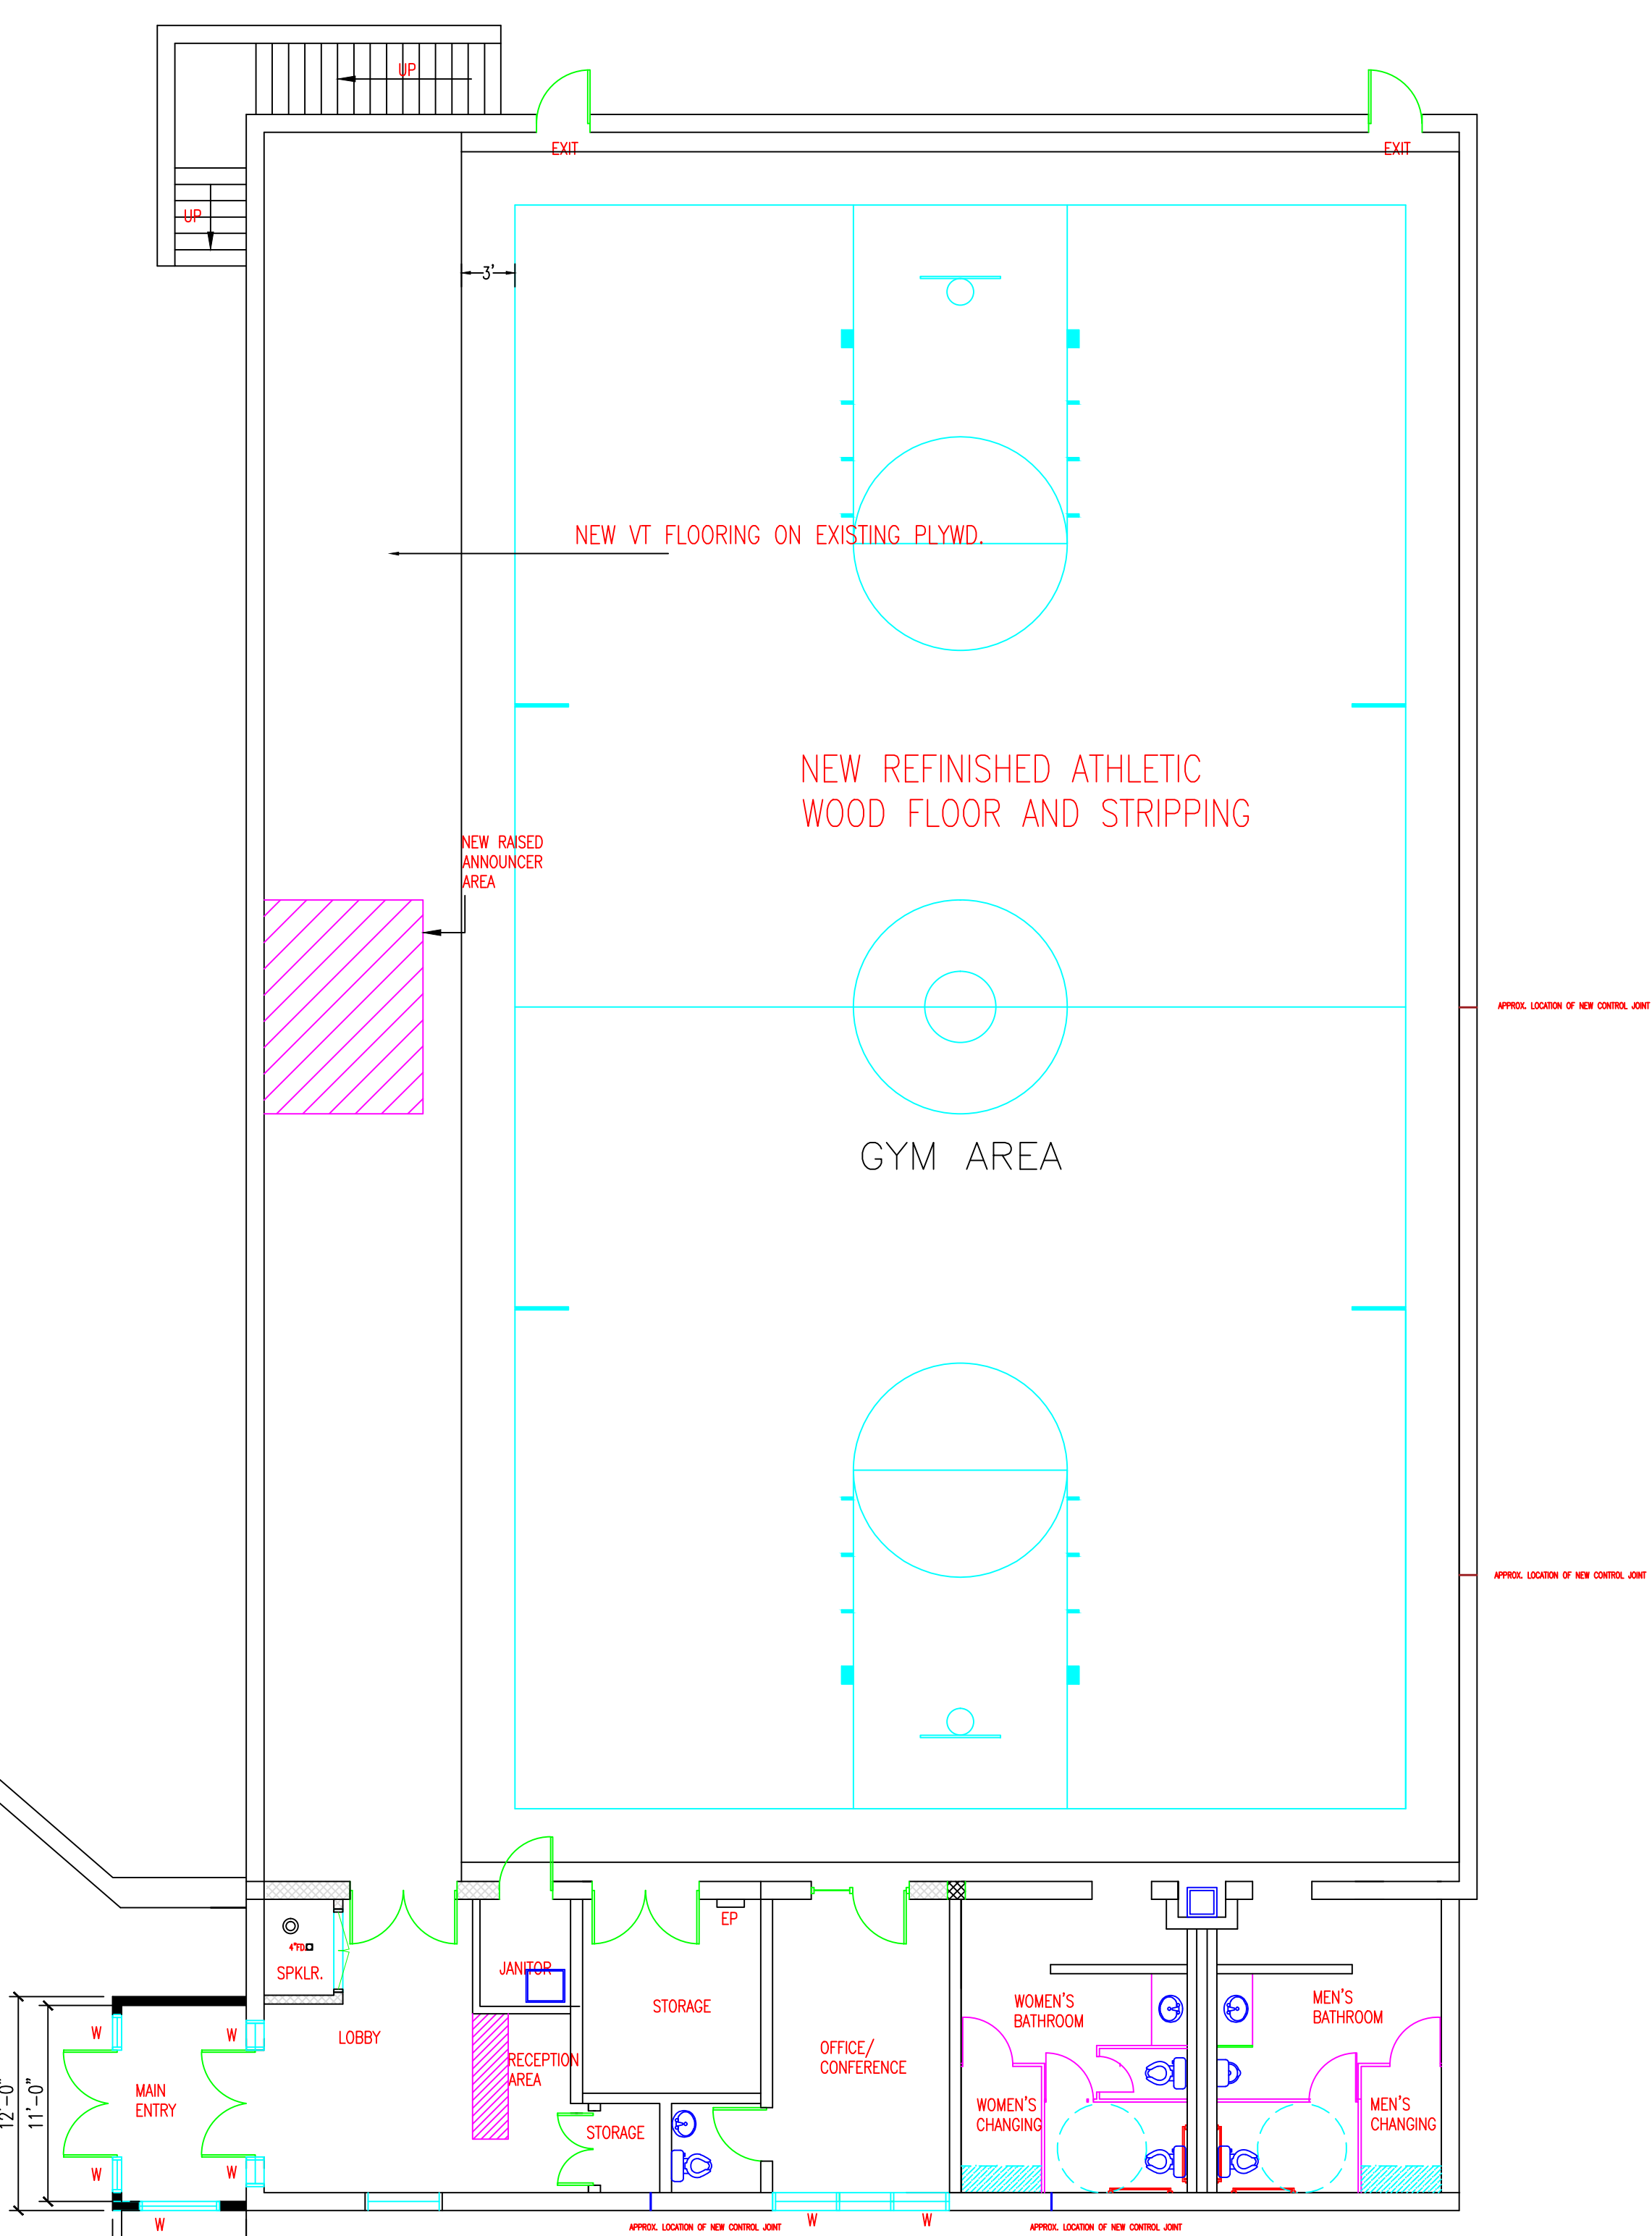 UP
EXIT
EXIT
UP
3'
NEW VT FLOORING ON EXISTING PLYWD.
NEW REFINISHED ATHLETIC
WOOD FLOOR AND STRIPPING
NEW RAISED
ANNOUNCER
AREA
APPROX. LOCATION OF NEW CONTROL JOINT
GYM AREA
APPROX. LOCATION OF NEW CONTROL JOINT
EP
4"FD.
SPKLR.
JANITOR
STORAGE
LOBBY
WOMEN'S
BATHROOM
MEN'S
BATHROOM
W
W
OFFICE/
CONFERENCE
RECEPTION
AREA
MAIN
ENTRY
12'-0"
11'-0"
WOMEN'S
CHANGING
MEN'S
CHANGING
STORAGE
W
W
W
W
W
APPROX. LOCATION OF NEW CONTROL JOINT
APPROX. LOCATION OF NEW CONTROL JOINT